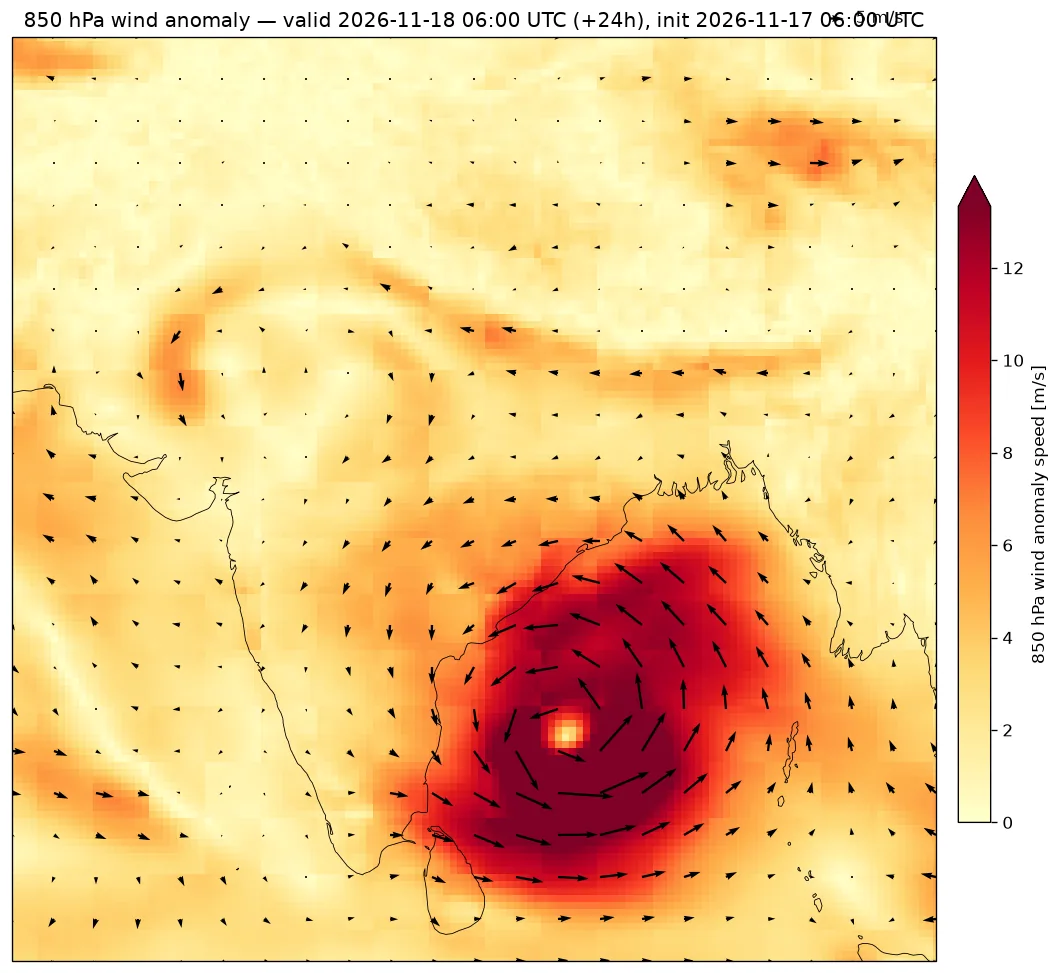 850 hPa wind anomaly — valid 2026-11-18 06:00 UTC (+24h), init 2026-11-17 06:00 UTC
5 m/s
12
10
8
6
4
2
0
850 hPa wind anomaly speed [m/s]